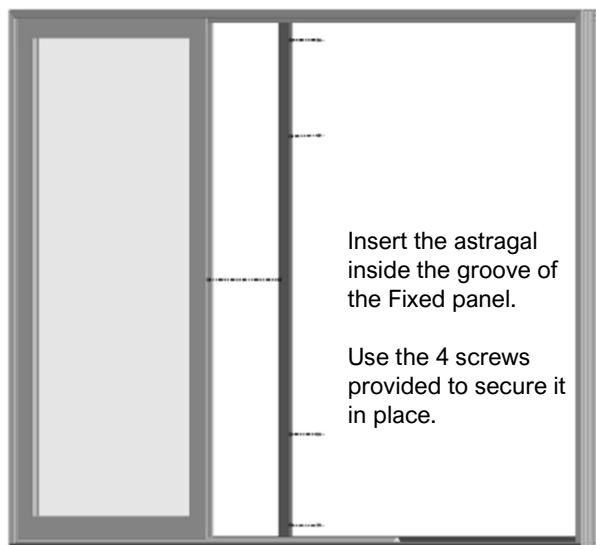 Insert the astragal
inside the groove of
the Fixed panel.
Use the 4 screws
provided to secure it
in place.